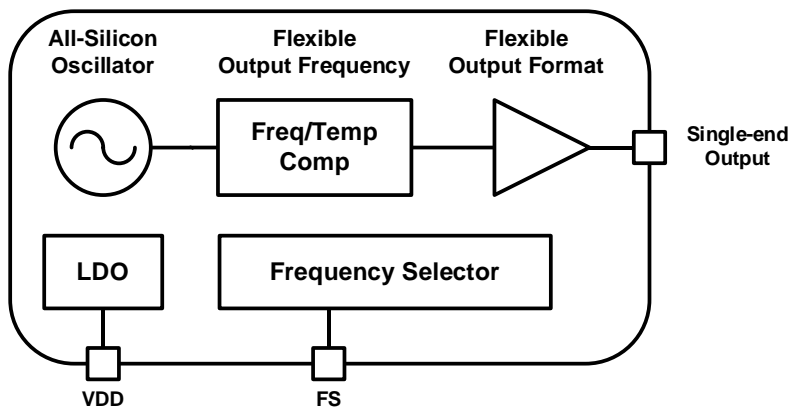 All-Silicon
Oscillator
Flexible
Output Frequency
Flexible
Output Format
Freq/Temp
Comp
Single-end
Output
LDO
Frequency Selector
VDD
FS